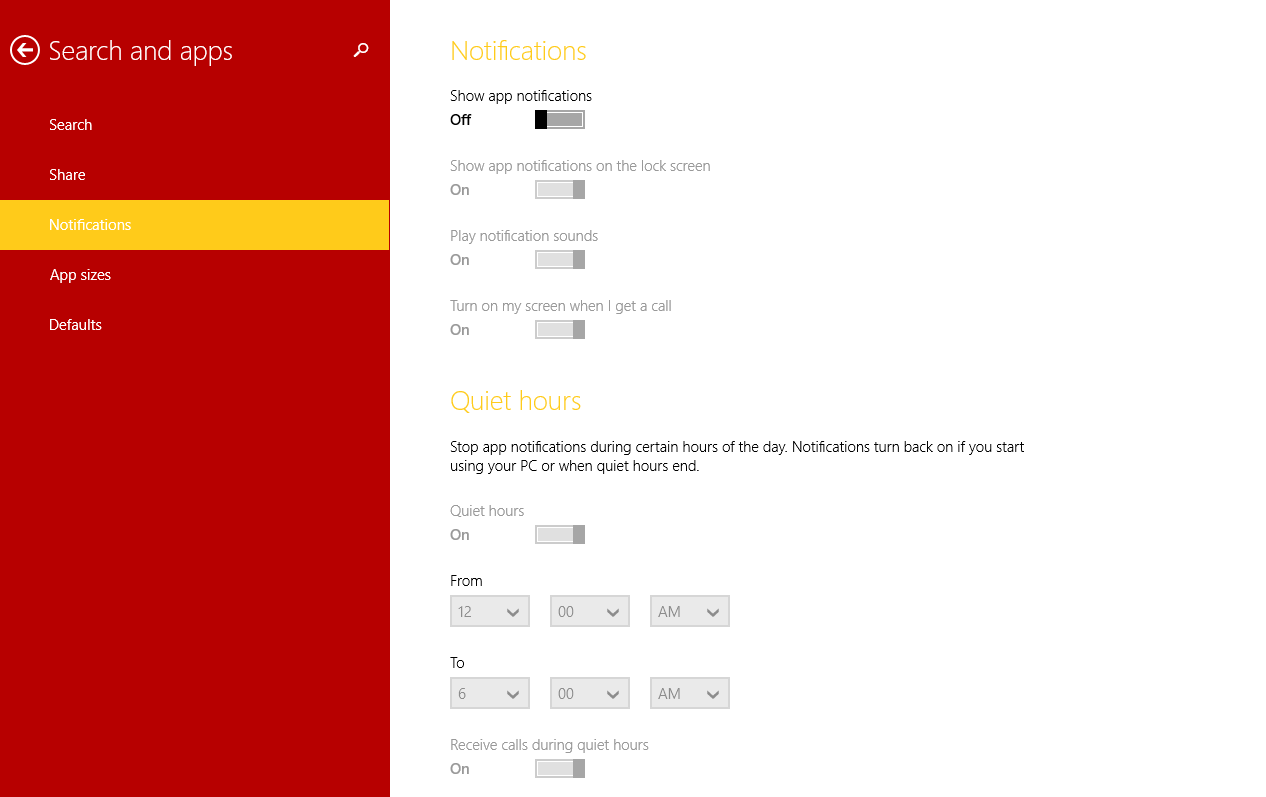 Search and apps
Search
Share
Notifications
App sizes
Defaults
Notifications
Show app notifications
Off
Show app notifications on the lock screen
On
Play notification sounds
On
Turn on my screen when I get a call
On
Quiet hours
Stop app notifications during certain hours of the day. Notifications turn back on if you start
using your PC or when quiet hours end.
Quiet hours
On
From
12 00 AM
To
6 00 AM
Receive calls during quiet hours
On